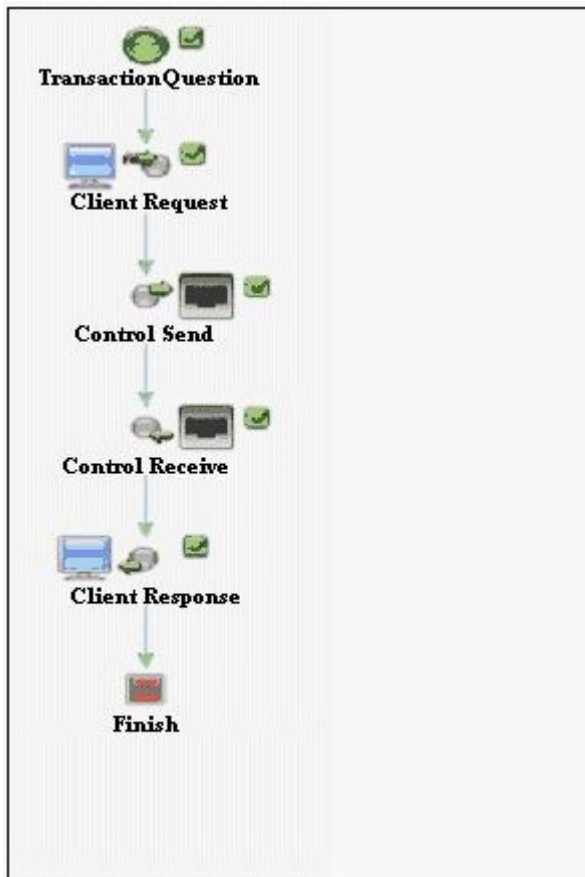 TransactionQuestion
Client Request
Control Send
Control Receive
Client Response
Finish